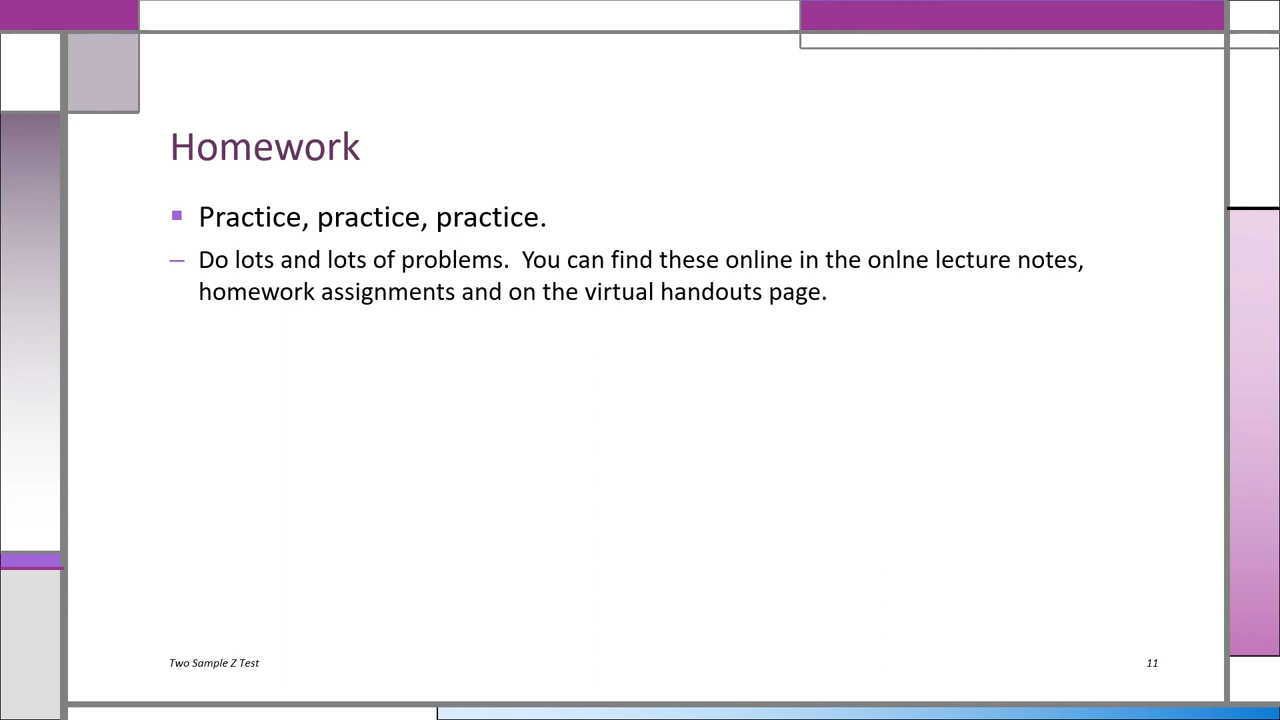 Homework
Practice, practice, practice.
– Do lots and lots of problems.  You can find these online in the onlne lecture notes,
homework assignments and on the virtual handouts page.
Two Sample Z Test
11